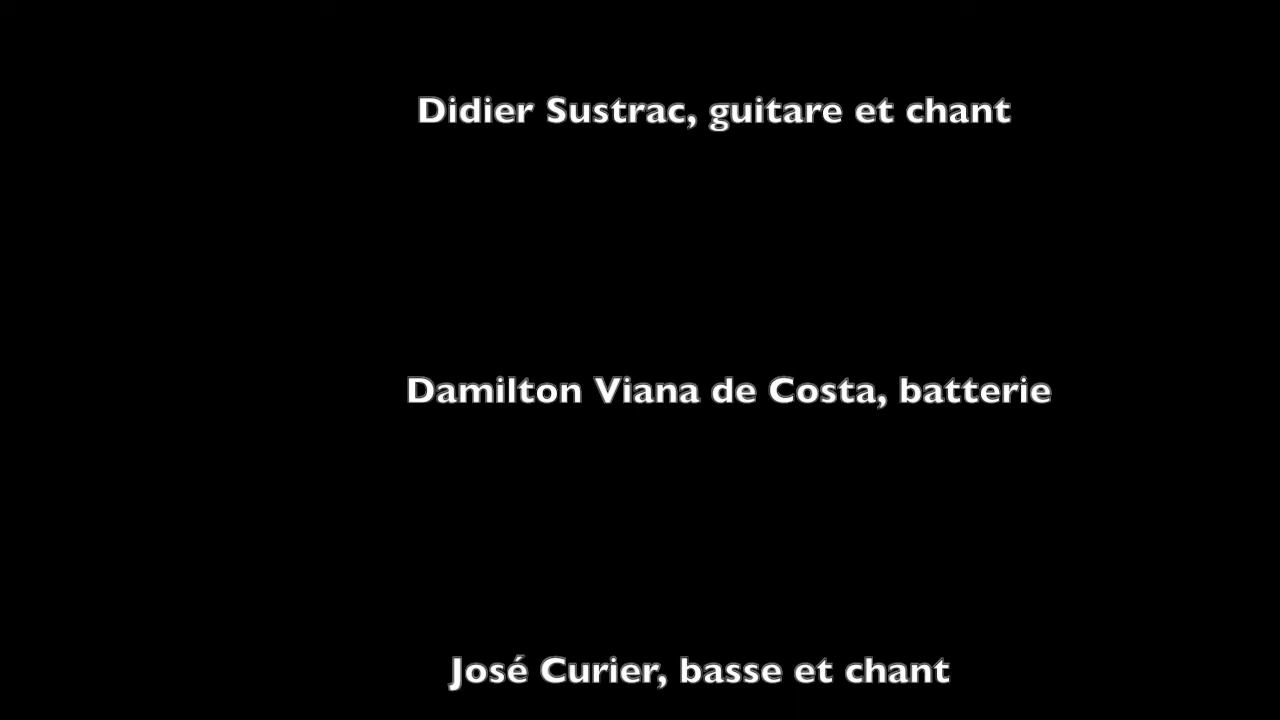 Didier Sustrac, guitare et chant
Damilton Viana de Costa, batterie
José Curier, basse et chant